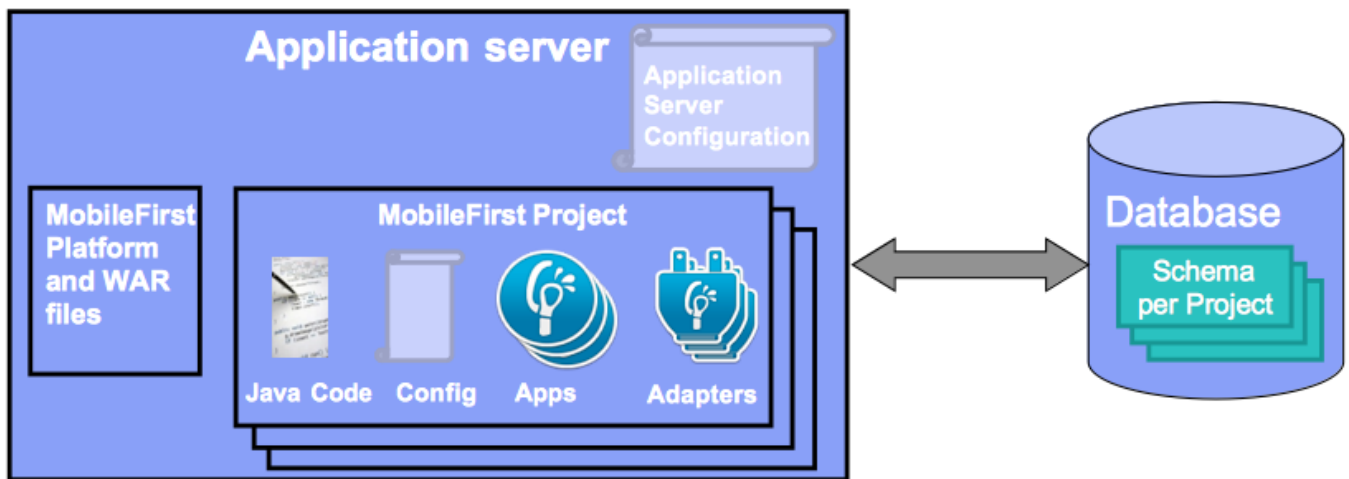 Application server
Application
Server
Configuration
MobileFirst
Platform
and WAR
files
MobileFirst Project
Java Code
Config
Apps
Adapters
Database
Schema
per Project